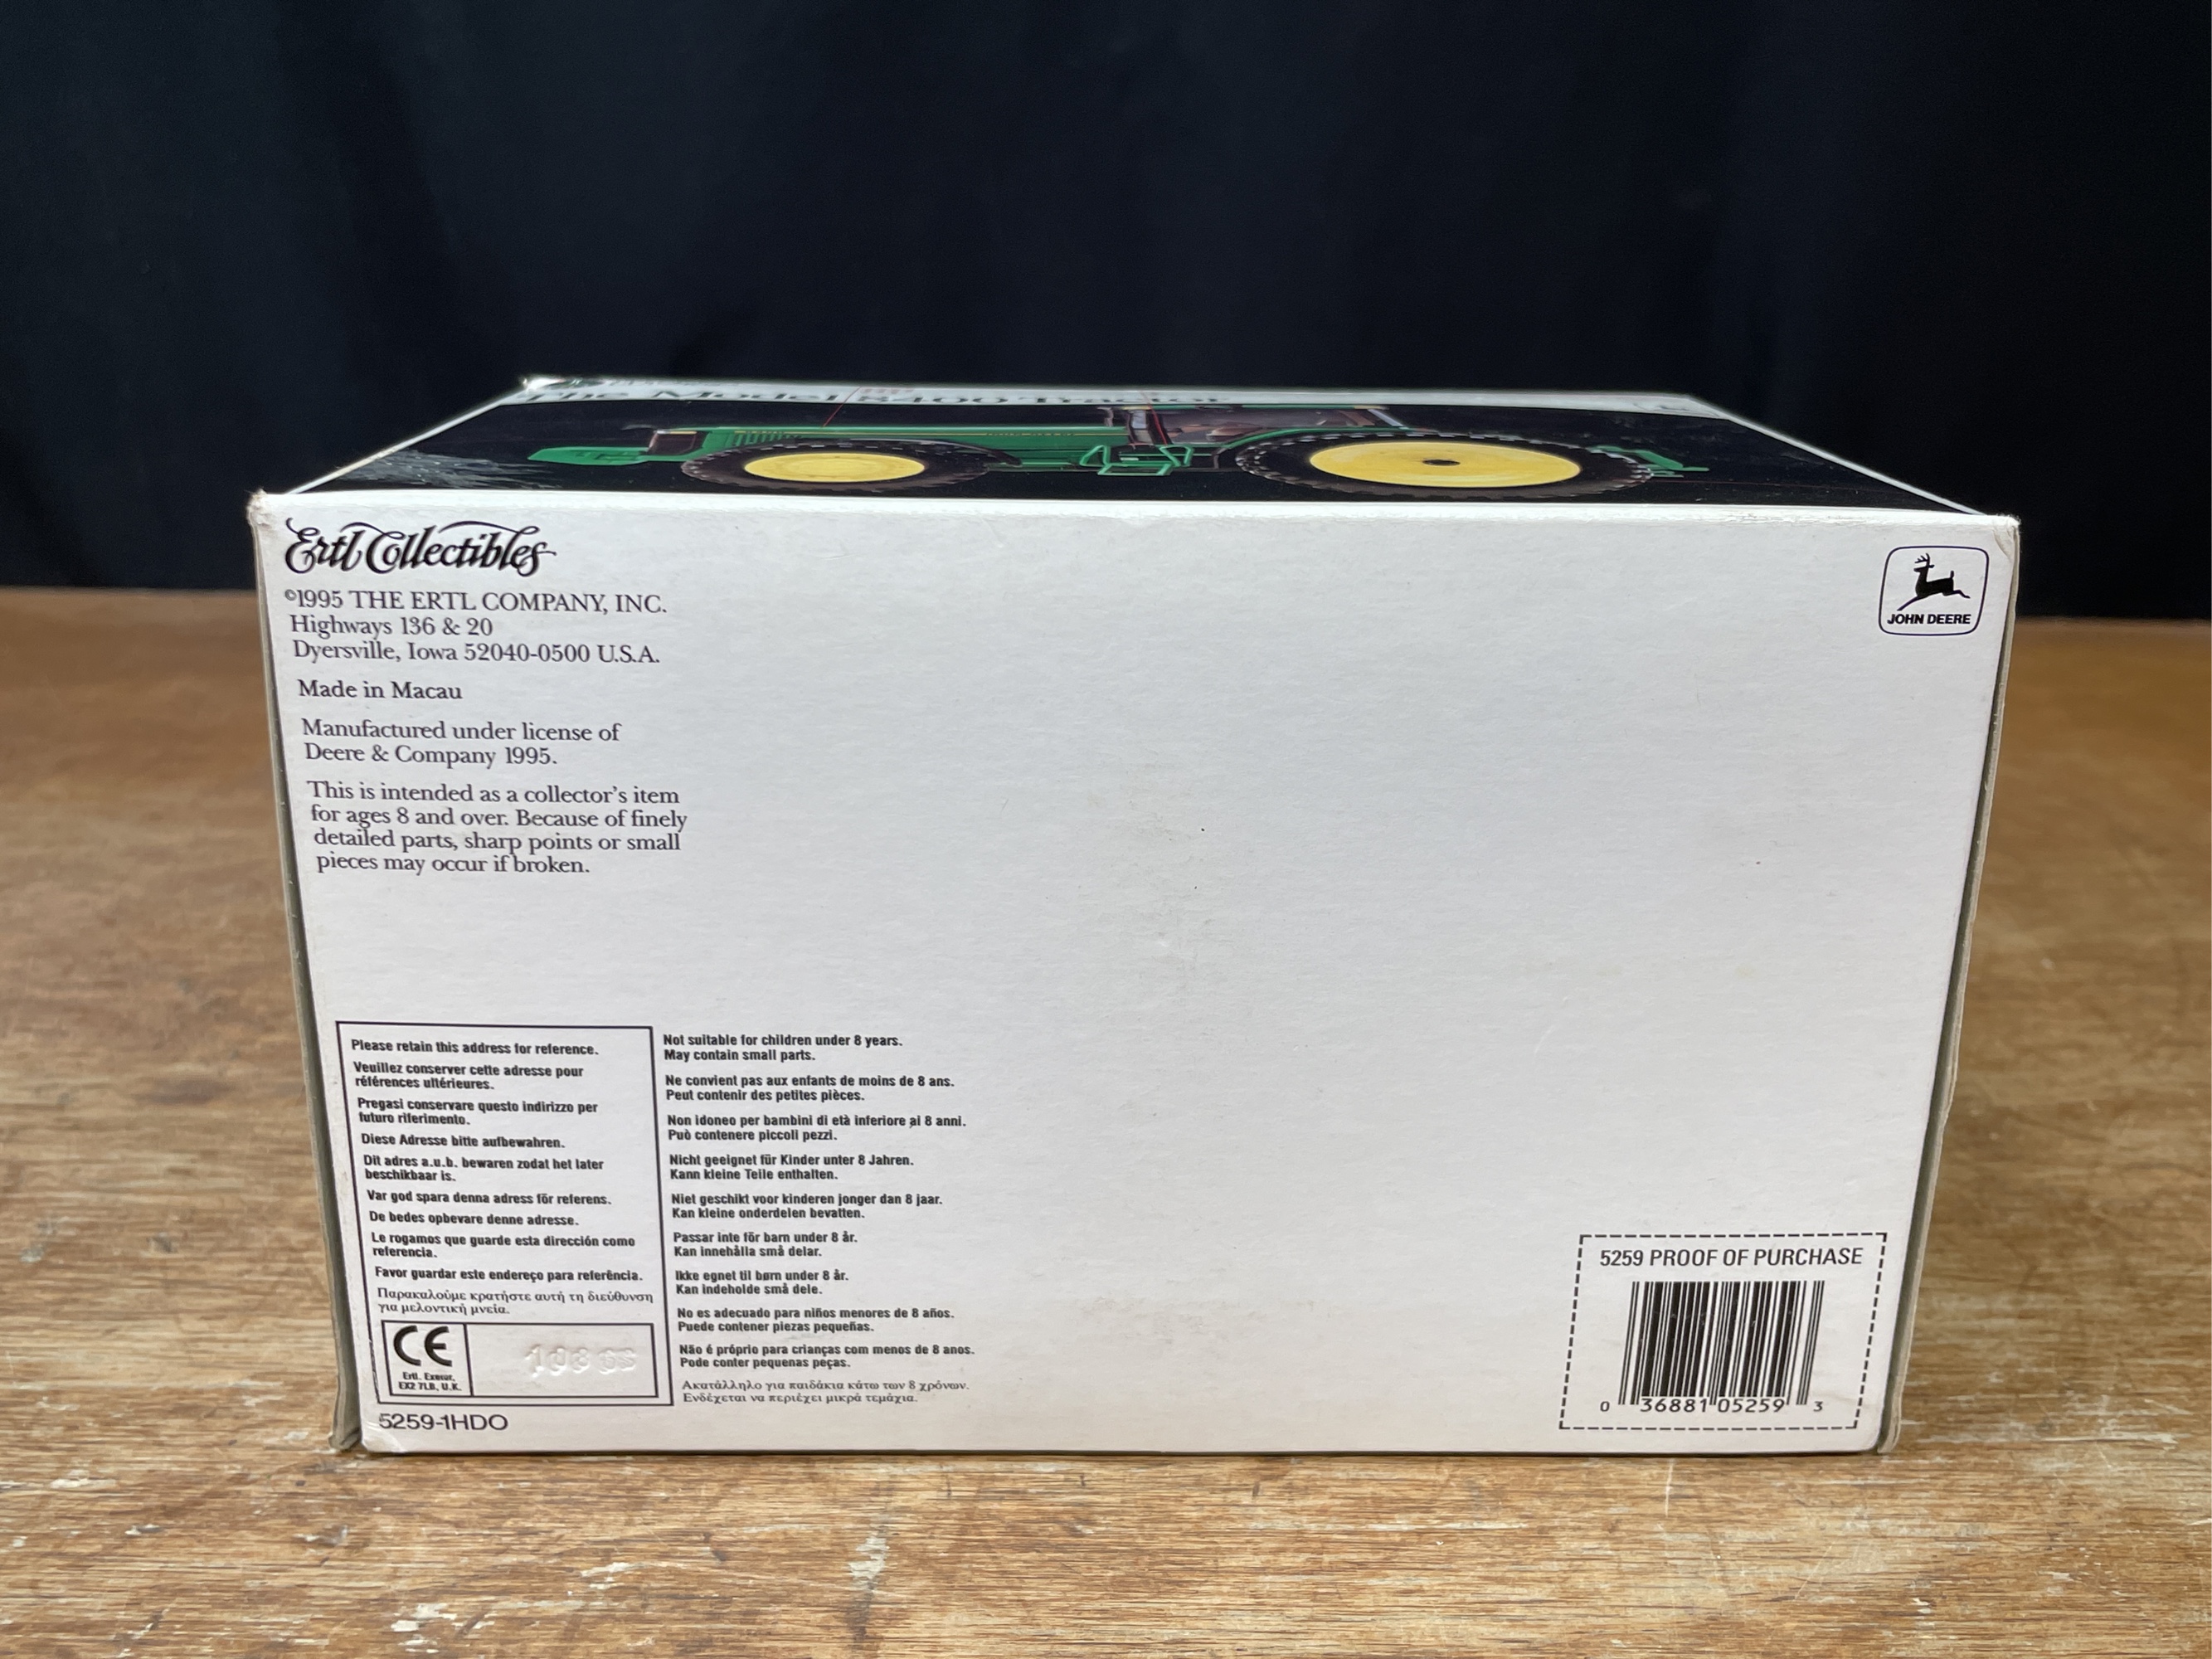 The Model 8400 Tractor
Ertl Collectibles
©1995 THE ERTL COMPANY, INC.
Highways 136 & 20
Dyersville, Iowa 52040-0500 U.S.A.
Made in Macau
Manufactured under license of
Deere & Company 1995.
This is intended as a collector's item
for ages 8 and over. Because of finely
detailed parts, sharp points or small
pieces may occur if broken.
JOHN DEERE
Please retain this address for reference.
Veuillez conserver cette adresse pour
références ultérieures.
Pregasi conservare questo indirizzo per
futuro riferimento.
Diese Adresse bitte aufbewahren.
Dit adres a.u.b. bewaren zodat het later
beschikbaar is.
Var god spara denna adress för referens.
De bedes opbevare denne adresse.
Le rogamos que guarde esta dirección como
referencia.
Favor guardar este endereço para referência.
Παρακαλούμε κρατήστε αυτή τη διεύθυνση
για μελοντική μνεία.
CE
Ertl. Exeter,
EX2 7LB, U.K.
5259-1HDO
Not suitable for children under 8 years.
May contain small parts.
Ne convient pas aux enfants de moins de 8 ans.
Peut contenir des petites pièces.
Non idoneo per bambini di età inferiore ai 8 anni.
Può contenere piccoli pezzi.
Nicht geeignet für Kinder unter 8 Jahren.
Kann kleine Teile enthalten.
Niet geschikt voor kinderen jonger dan 8 jaar.
Kan kleine onderdelen bevatten.
Passar inte för barn under 8 år.
Kan innehålla små delar.
Ikke egnet til børn under 8 år.
Kan indeholde små dele.
No es adecuado para niños menores de 8 años.
Puede contener piezas pequeñas.
Não é próprio para crianças com menos de 8 anos.
Pode conter pequenas peças.
Ακατάλληλο για παιδάκια κάτω των 8 χρόνων.
Ενδέχεται να περιέχει μικρά τεμάχια.
5259 PROOF OF PURCHASE
0 36881 05259 3